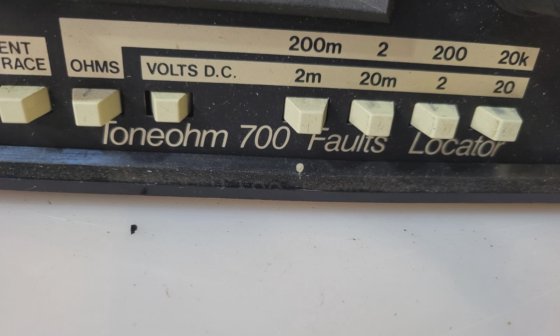 200m 2 200 20k
ENT
RACE
OHMS
VOLTS D.C.
2m 20m 2 20
Toneohm 700 Faults Locator